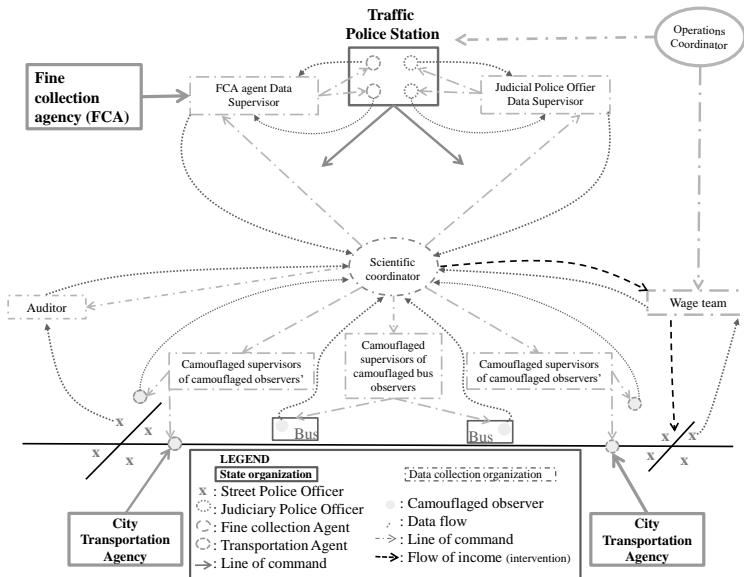 Traffic
Police Station
Operations
Coordinator
Fine
collection
agency (FCA)
FCA agent Data
Supervisor
Judicial Police Offier
Data Supervisor
Scientific
coordinator
Auditor
Wage team
Camouflaged supervisors
of camouflaged observers'
Camouflaged
supervisors of
camouflaged bus
observers
Camouflaged supervisors
of camouflaged observers'
x
x
x
x
Bus
Bus
x
x
x
x
City
Transportation
Agency
City
Transportation
Agency
LEGEND
State organization
Data collection organization
x : Street Police Officer
: Judiciary Police Officer
: Fine collection Agent
: Transportation Agent
: Line of command
: Camouflaged observer
: Data flow
: Line of command
: Flow of income (intervention)